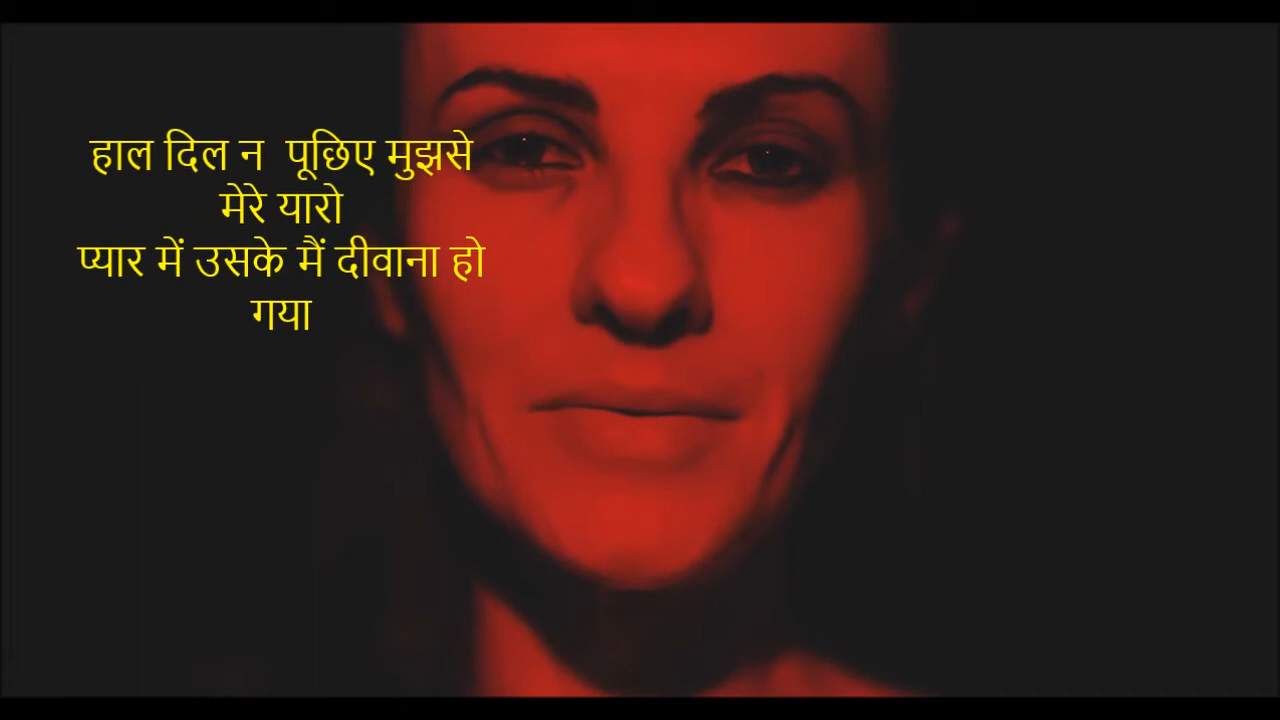 हाल दिल न  पूछिए मुझसे
मेरे यारो
प्यार में उसके मैं दीवाना हो
गया